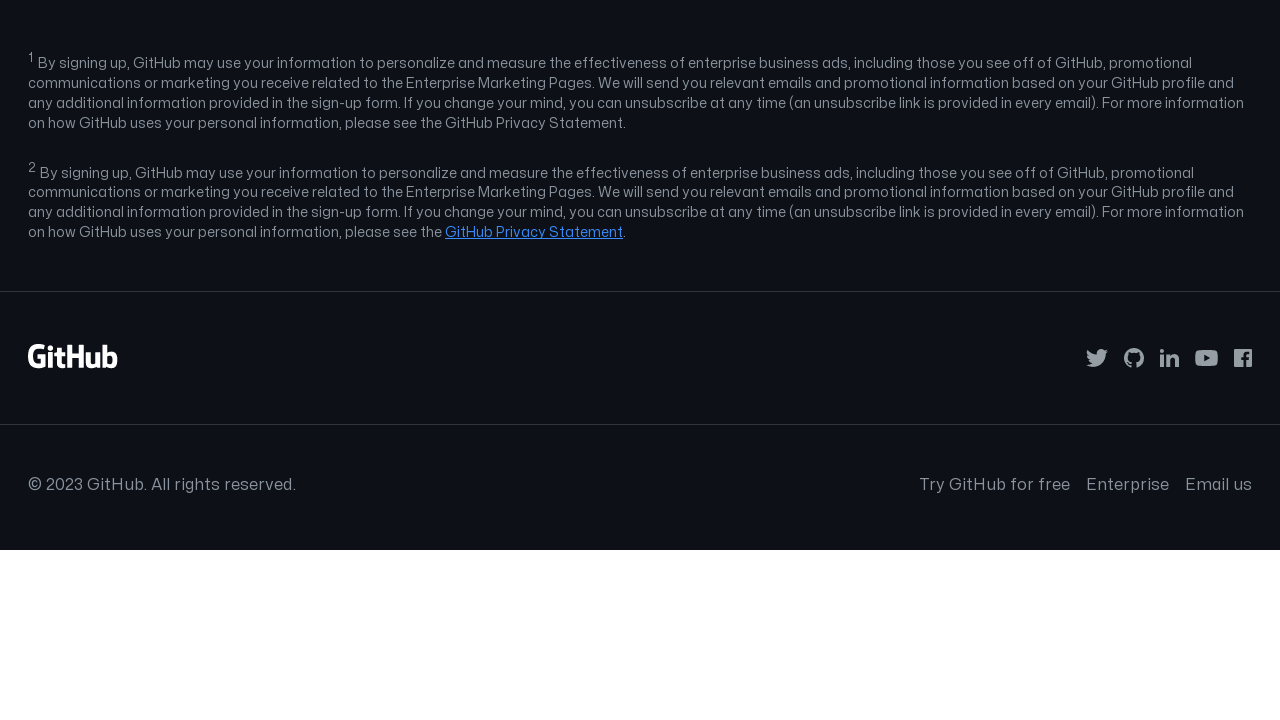 1 By signing up, GitHub may use your information to personalize and measure the effectiveness of enterprise business ads, including those you see off of GitHub, promotional
communications or marketing you receive related to the Enterprise Marketing Pages. We will send you relevant emails and promotional information based on your GitHub profile and
any additional information provided in the sign-up form. If you change your mind, you can unsubscribe at any time (an unsubscribe link is provided in every email). For more information
on how GitHub uses your personal information, please see the GitHub Privacy Statement.
2 By signing up, GitHub may use your information to personalize and measure the effectiveness of enterprise business ads, including those you see off of GitHub, promotional
communications or marketing you receive related to the Enterprise Marketing Pages. We will send you relevant emails and promotional information based on your GitHub profile and
any additional information provided in the sign-up form. If you change your mind, you can unsubscribe at any time (an unsubscribe link is provided in every email). For more information
on how GitHub uses your personal information, please see the GitHub Privacy Statement.
GitHub
© 2023 GitHub. All rights reserved.
Try GitHub for free Enterprise Email us